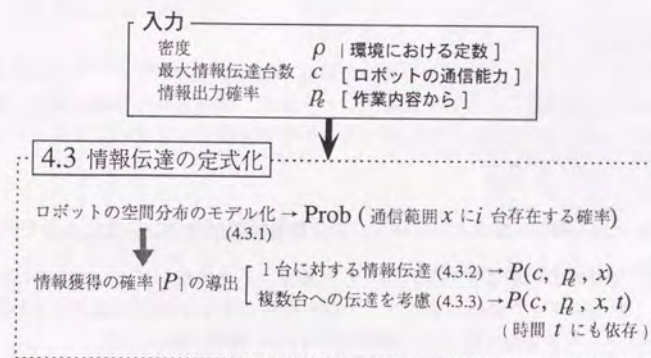 入力
密度 ρ | 環境における定数 ]
最大情報伝達台数 c [ ロボットの通信能力 ]
情報出力確率 pₑ [ 作業内容から ]
4.3 情報伝達の定式化
ロボットの空間分布のモデル化 → Prob ( 通信範囲 x に i 台存在する確率)
(4.3.1)
情報獲得の確率 |P| の導出
1台に対する情報伝達 (4.3.2) → P(c, pₑ, x)
複数台への伝達を考慮 (4.3.3) → P(c, pₑ, x, t)
( 時間 t にも依存 )